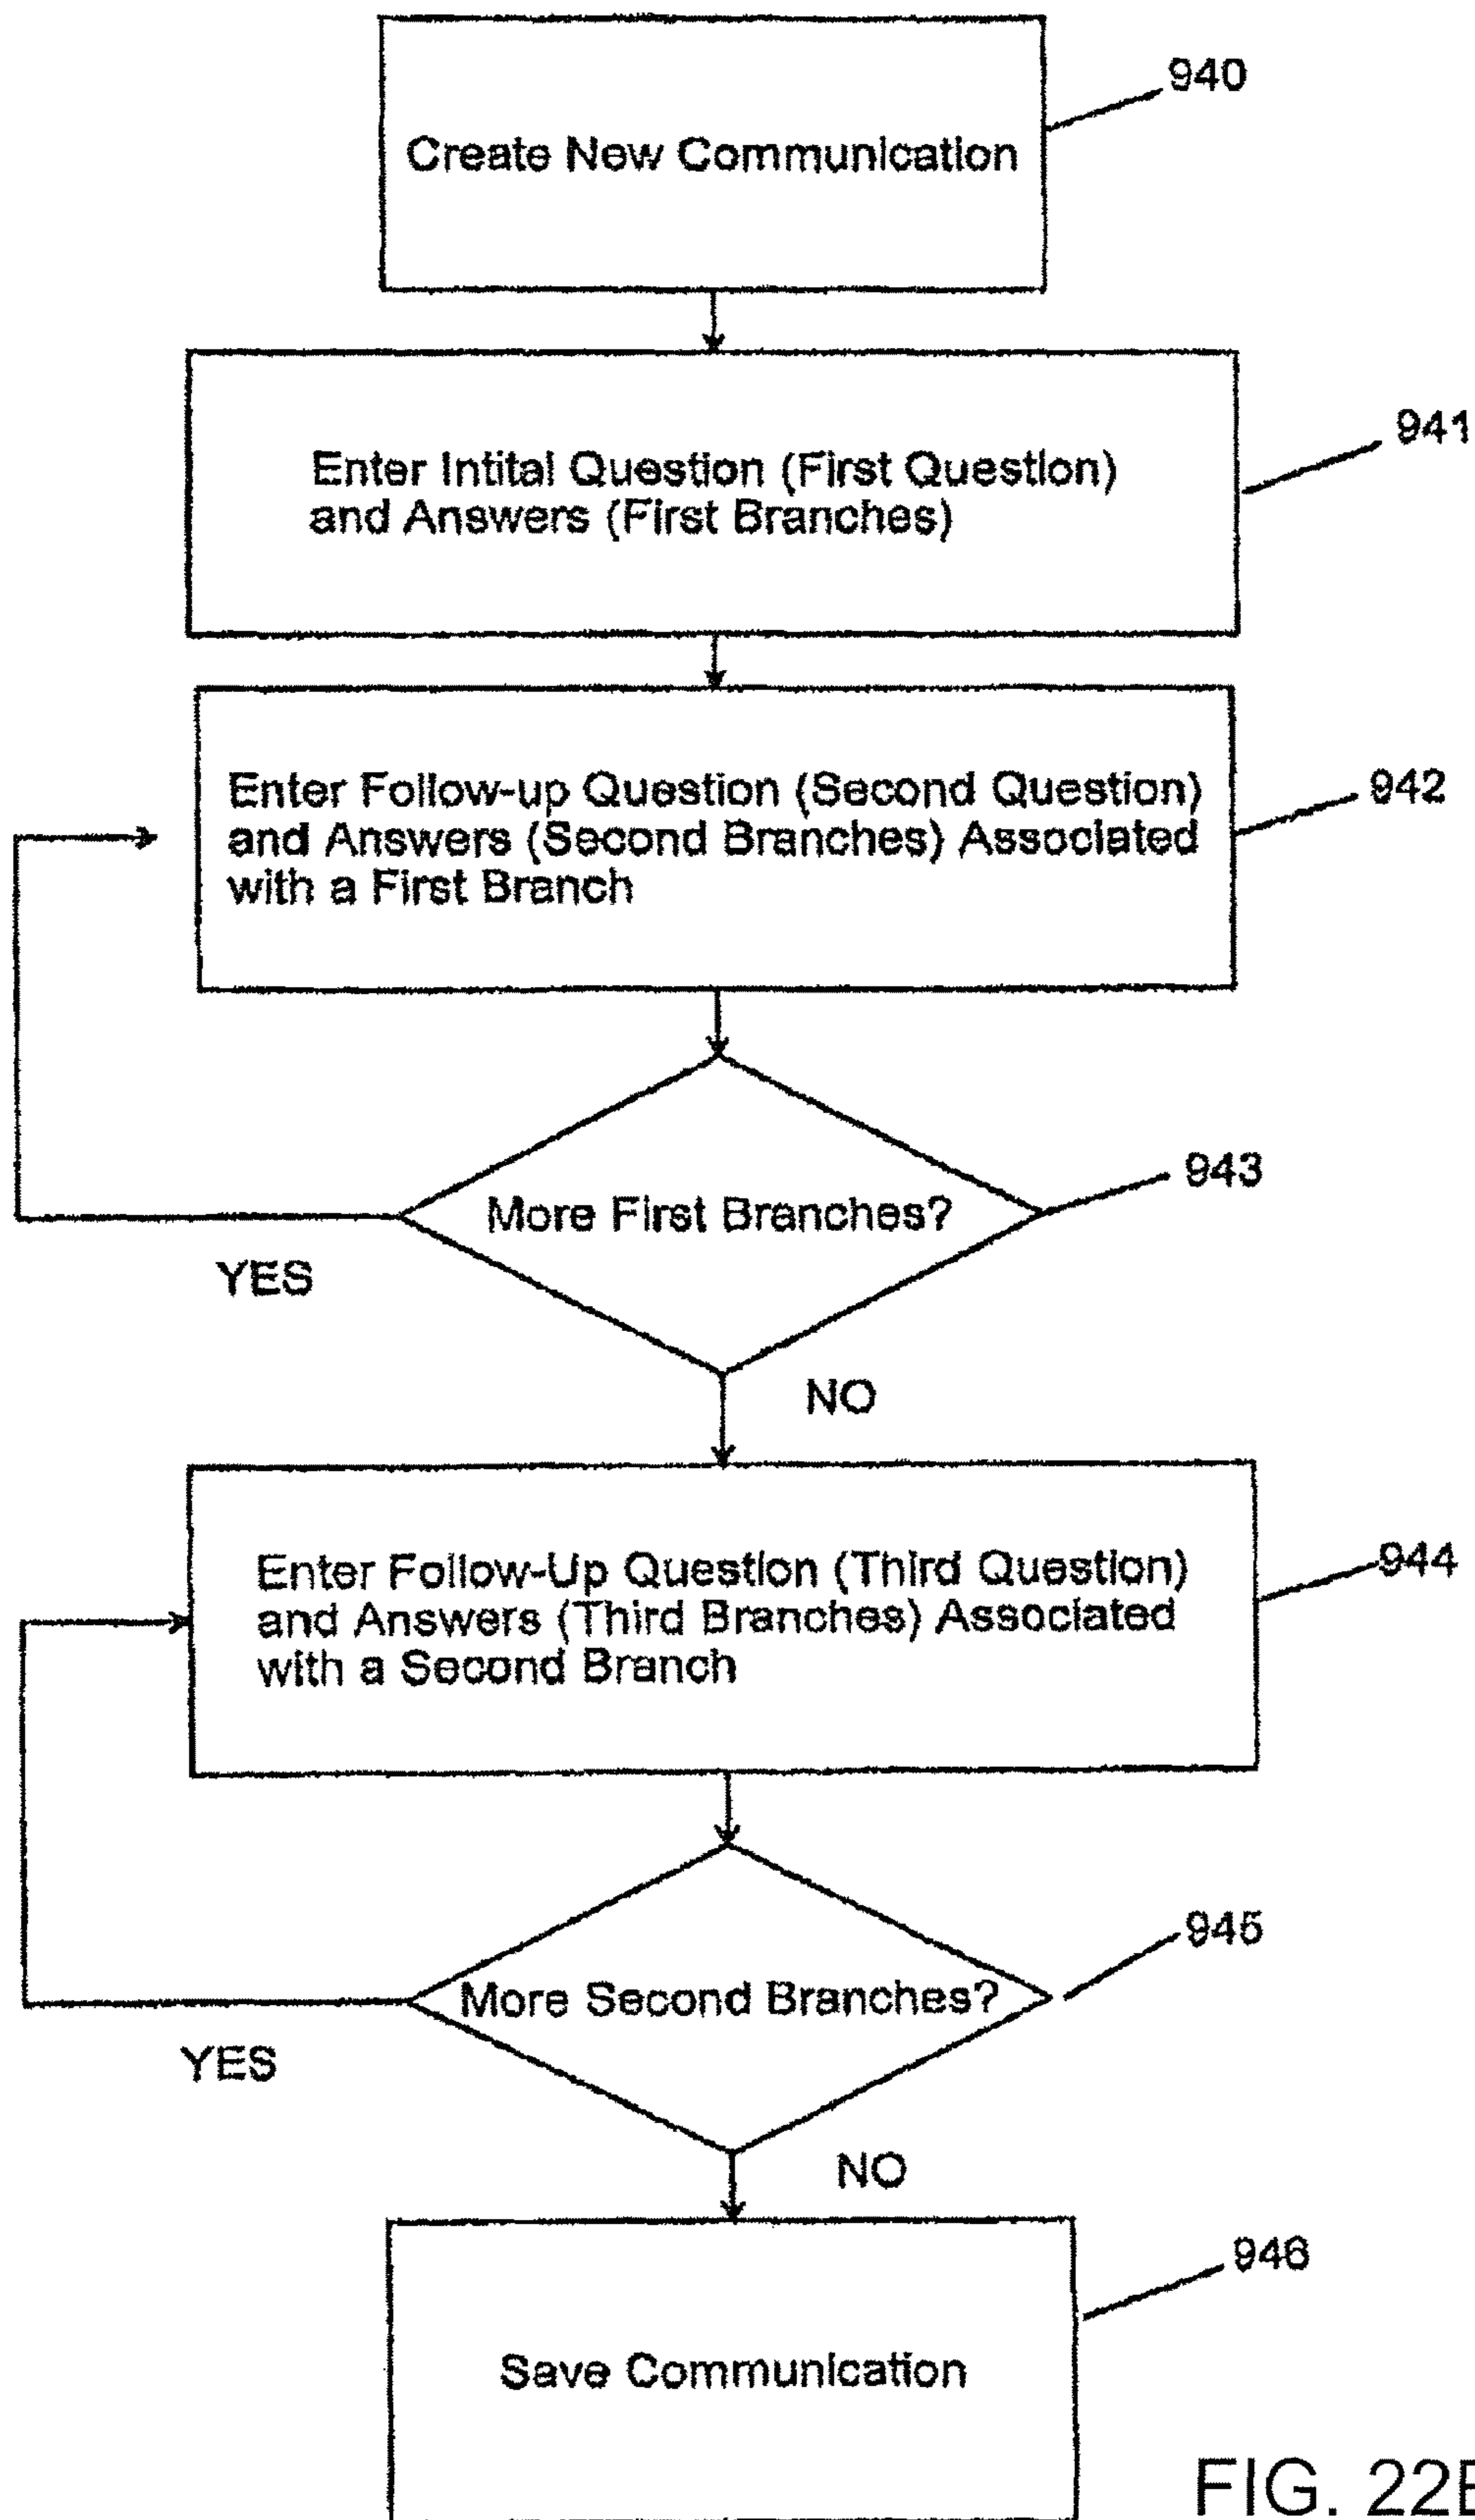 940
Create New Communication
941
Enter Intital Question (First Question)
and Answers (First Branches)
942
Enter Follow-up Question (Second Question)
and Answers (Second Branches) Associated
with a First Branch
943
More First Branches?
YES
NO
944
Enter Follow-Up Question (Third Question)
and Answers (Third Branches) Associated
with a Second Branch
945
More Second Branches?
YES
NO
946
Save Communication
FIG. 22B